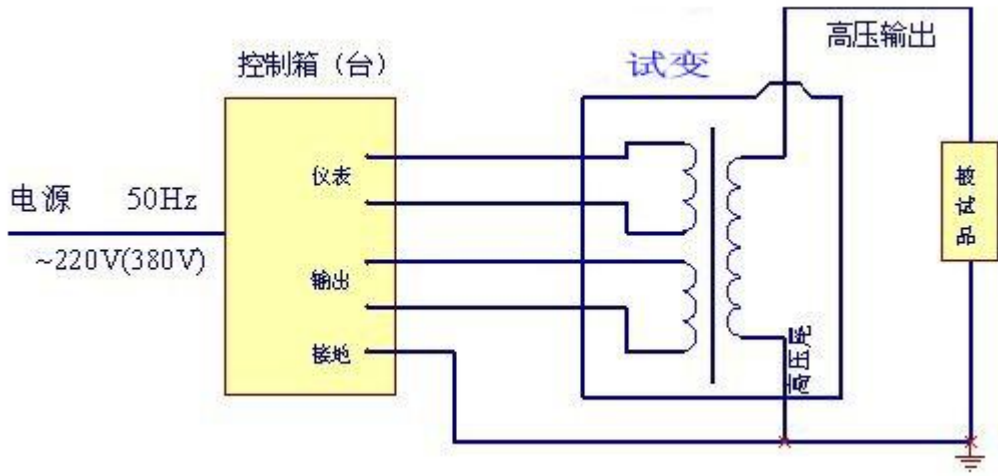 高压输出
控制箱（台）
试变
仪表
电源 50Hz
~220V(380V)
输出
接地
高压尾
被试品